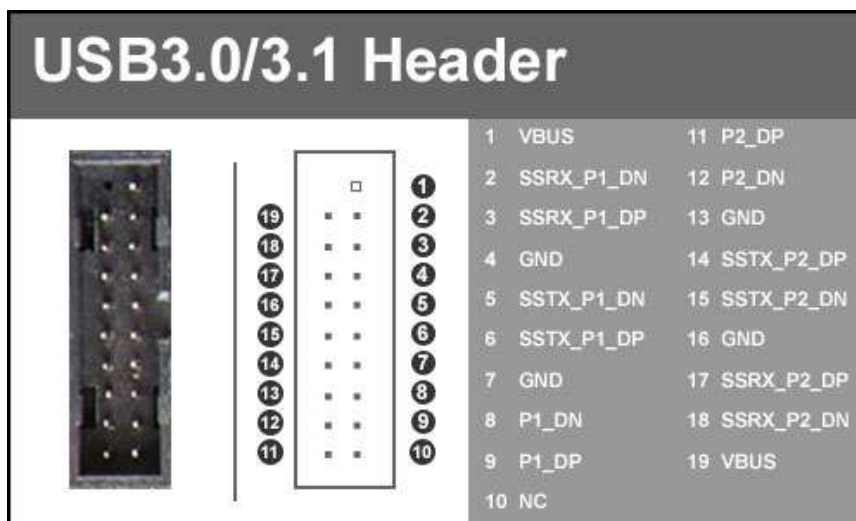 USB3.0/3.1 Header
1 VBUS 11 P2_DP
2 SSRX_P1_DN 12 P2_DN
3 SSRX_P1_DP 13 GND
4 GND 14 SSTX_P2_DP
5 SSTX_P1_DN 15 SSTX_P2_DN
6 SSTX_P1_DP 16 GND
7 GND 17 SSRX_P2_DP
8 P1_DN 18 SSRX_P2_DN
9 P1_DP 19 VBUS
10 NC
1
19 2
18 3
17 4
16 5
15 6
14 7
13 8
12 9
11 10